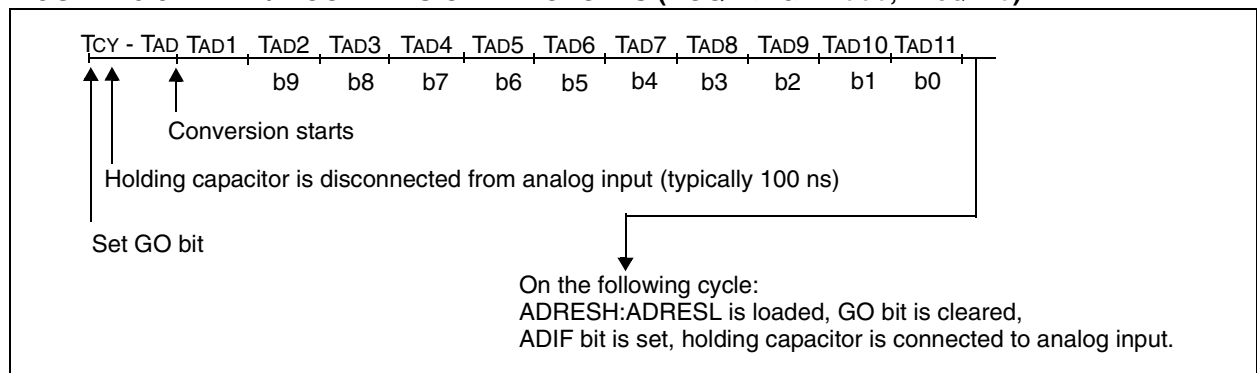 TCY - TAD TAD1 TAD2 TAD3 TAD4 TAD5 TAD6 TAD7 TAD8 TAD9 TAD10 TAD11
b9 b8 b7 b6 b5 b4 b3 b2 b1 b0
Conversion starts
Holding capacitor is disconnected from analog input (typically 100 ns)
Set GO bit
On the following cycle:
ADRESH:ADRESL is loaded, GO bit is cleared,
ADIF bit is set, holding capacitor is connected to analog input.